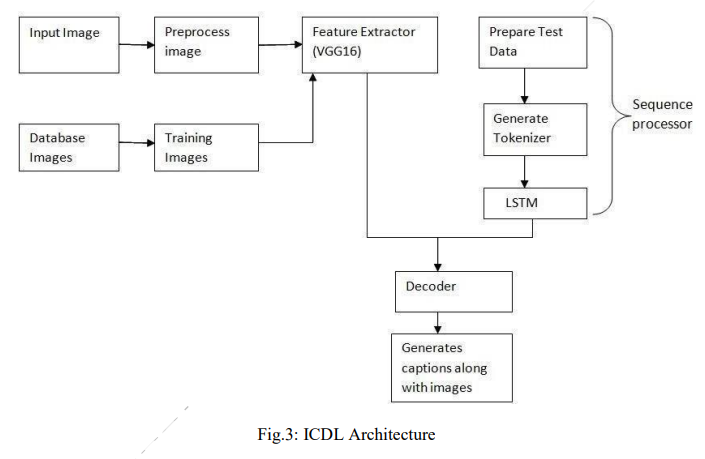 Input Image
Preprocess
image
Feature Extractor
(VGG16)
Prepare Test
Data
Database
Images
Training
Images
Generate
Tokenizer
LSTM
Sequence
processor
Decoder
Generates
captions along
with images
Fig.3: ICDL Architecture